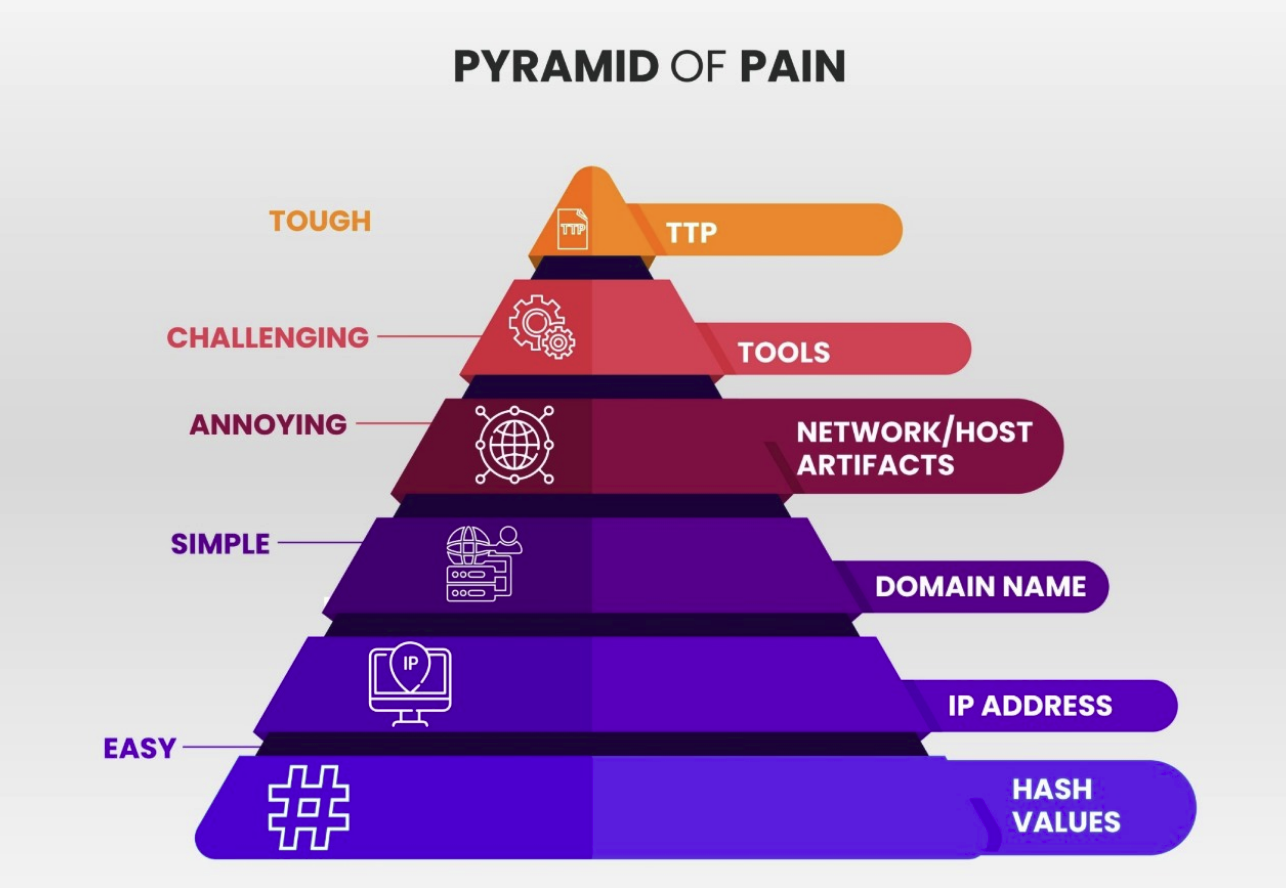 PYRAMID OF PAIN
TOUGH
TTP
TTP
CHALLENGING
TOOLS
ANNOYING
NETWORK/HOST
ARTIFACTS
SIMPLE
DOMAIN NAME
IP
IP ADDRESS
EASY
HASH
VALUES